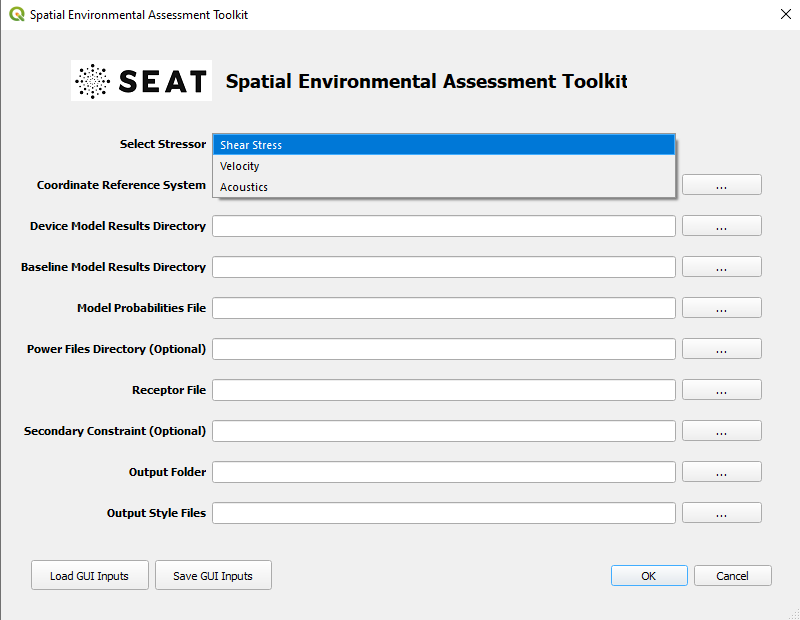 Spatial Environmental Assessment Toolkit
SEAT Spatial Environmental Assessment Toolkit
Select Stressor Shear Stress
Velocity
Acoustics
Coordinate Reference System ...
Device Model Results Directory ...
Baseline Model Results Directory ...
Model Probabilities File ...
Power Files Directory (Optional) ...
Receptor File ...
Secondary Constraint (Optional) ...
Output Folder ...
Output Style Files ...
Load GUI Inputs Save GUI Inputs OK Cancel